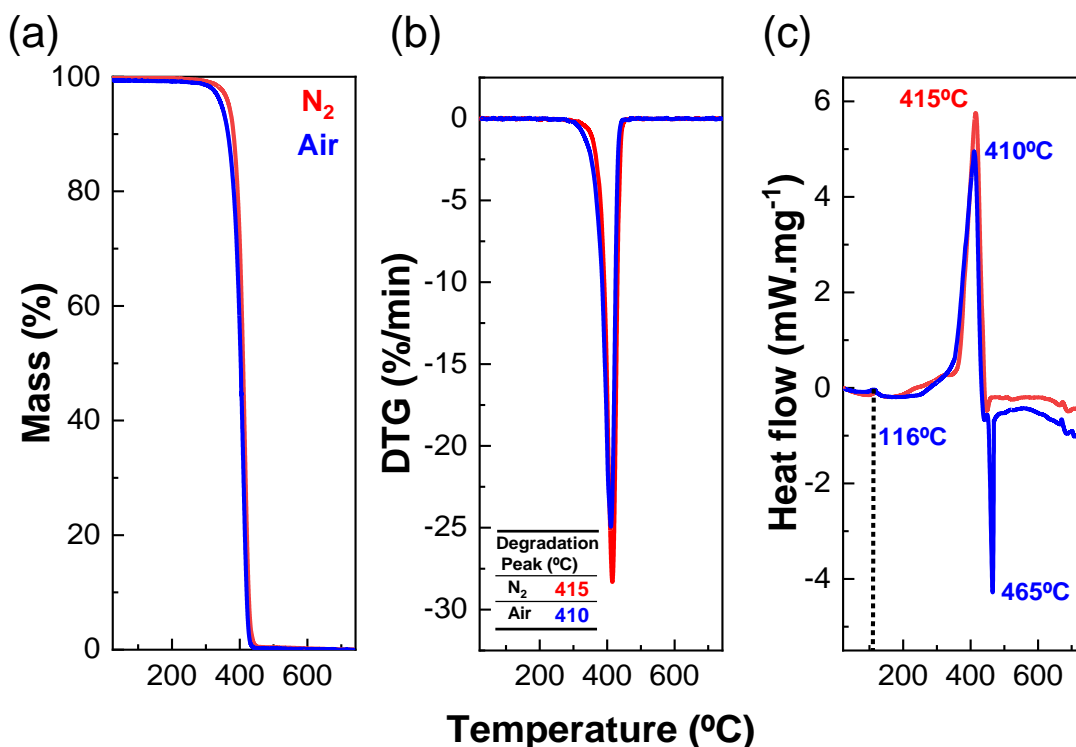 (a)
(b)
(c)
Mass (%)
100
80
60
40
20
0
N2
Air
200
400
600
DTG (%/min)
0
-5
-10
-15
-20
-25
-30
Degradation
Peak (ºC)
N2 415
Air 410
200
400
600
Heat flow (mW.mg-1)
6
4
2
0
-2
-4
415ºC
410ºC
116ºC
465ºC
200
400
600
Temperature (ºC)